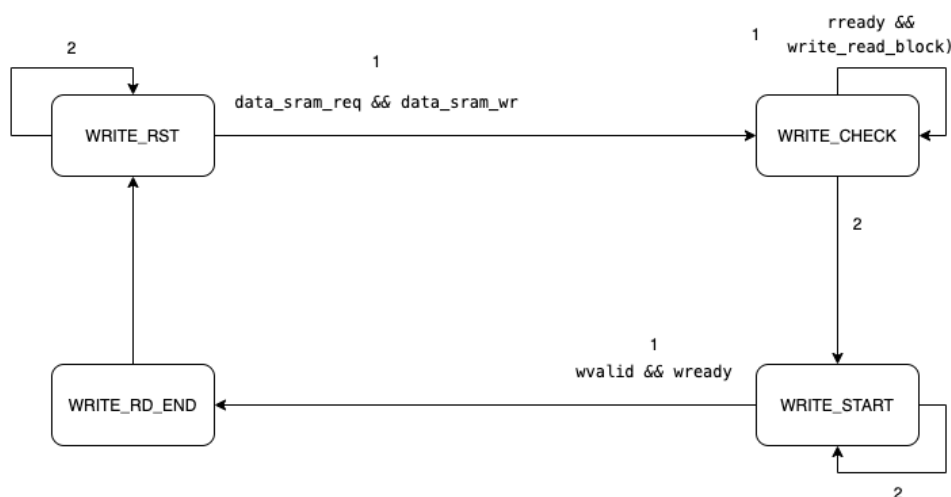 2
1
data_sram_req && data_sram_wr
1
rready &&
write_read_block)
WRITE_RST
WRITE_CHECK
2
1
wvalid && wready
WRITE_RD_END
WRITE_START
2